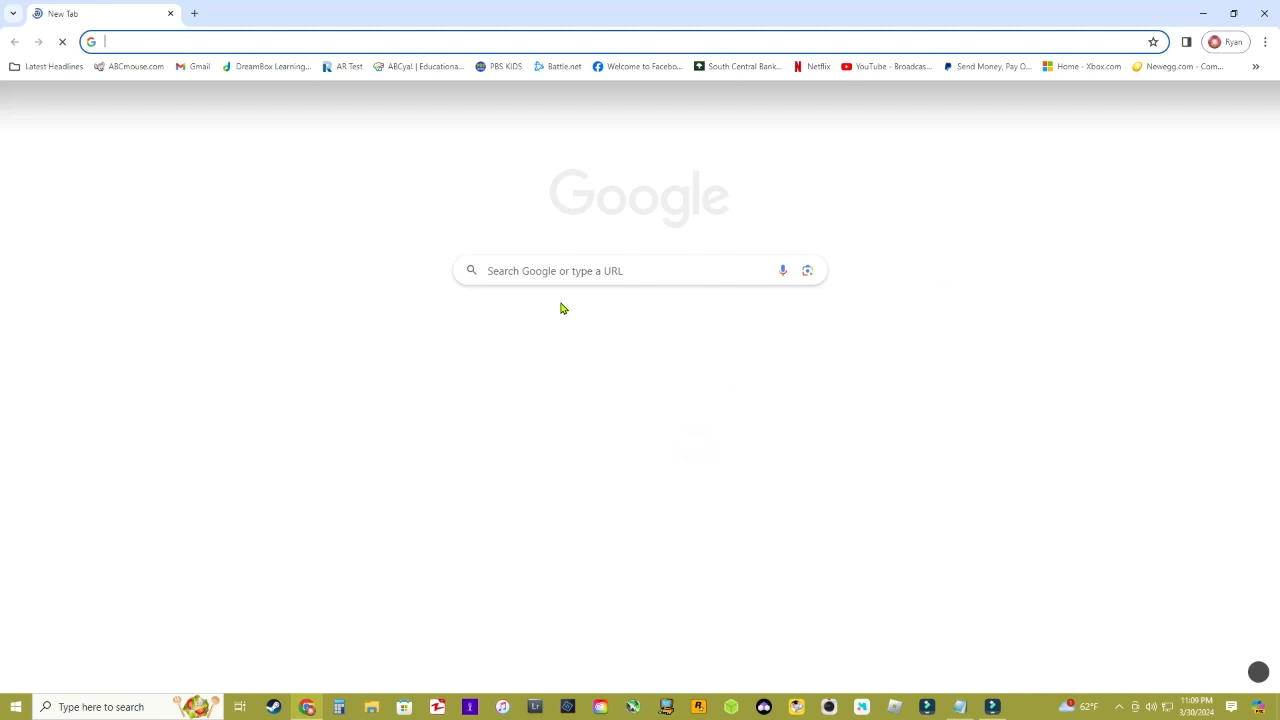 New Tab
Ryan
Latest Headlines ABCmouse.com Gmail DreamBox Learning... AR Test ABCya! | Educationa... PBS KIDS Battle.net Welcome to Facebo... South Central Bank... Netflix YouTube - Broadcas... Send Money, Pay O... Home - Xbox.com Newegg.com - Com... »
Google
Search Google or type a URL
Type here to search
Lr
R
62°F
11:09 PM
3/30/2024